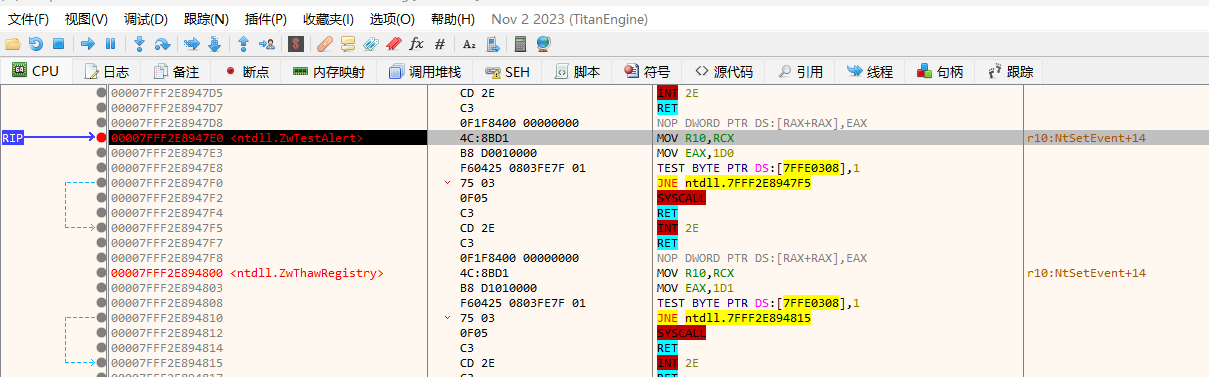 文件(F) 视图(V) 调试(D) 跟踪(N) 插件(P) 收藏夹(I) 选项(O) 帮助(H) Nov 2 2023 (TitanEngine)
CPU 日志 备注 断点 内存映射 调用堆栈 SEH 脚本 符号 源代码 引用 线程 句柄 跟踪
00007FFF2E8947D5 CD 2E INT 2E
00007FFF2E8947D7 C3 RET
00007FFF2E8947D8 0F1F8400 00000000 NOP DWORD PTR DS:[RAX+RAX],EAX
RIP 00007FFF2E8947E0 <ntdll.ZwTestAlert> 4C:8BD1 MOV R10,RCX r10:NtSetEvent+14
00007FFF2E8947E3 B8 D0010000 MOV EAX,1D0
00007FFF2E8947E8 F60425 0803FE7F 01 TEST BYTE PTR DS:[7FFE0308],1
00007FFF2E8947F0 75 03 JNE ntdll.7FFF2E8947F5
00007FFF2E8947F2 0F05 SYSCALL
00007FFF2E8947F4 C3 RET
00007FFF2E8947F5 CD 2E INT 2E
00007FFF2E8947F7 C3 RET
00007FFF2E8947F8 0F1F8400 00000000 NOP DWORD PTR DS:[RAX+RAX],EAX
00007FFF2E894800 <ntdll.ZwThawRegistry> 4C:8BD1 MOV R10,RCX r10:NtSetEvent+14
00007FFF2E894803 B8 D1010000 MOV EAX,1D1
00007FFF2E894808 F60425 0803FE7F 01 TEST BYTE PTR DS:[7FFE0308],1
00007FFF2E894810 75 03 JNE ntdll.7FFF2E894815
00007FFF2E894812 0F05 SYSCALL
00007FFF2E894814 C3 RET
00007FFF2E894815 CD 2E INT 2E